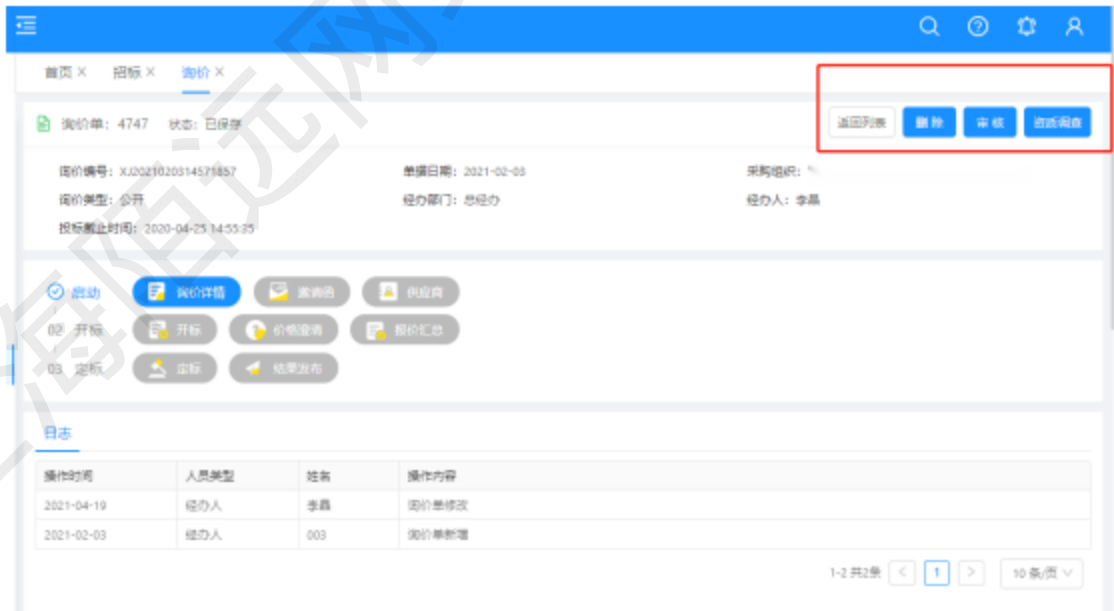 首页 × 招标 × 询价 ×
询价单: 4747 状态: 已保存 返回列表 删除 审核 资质调查
询价编号: XJ2021020314571857 单据日期: 2021-02-03 采购组织:
询价类型: 公开 经办部门: 总经办 经办人: 李晶
投标截止时间: 2020-04-25 14:55:35
启动 询价详情 邀请函 供应商
02 开标 开标 价格澄清 报价汇总
03 定标 定标 结果发布
日志
操作时间 人员类型 姓名 操作内容
2021-04-19 经办人 李晶 询价单修改
2021-02-03 经办人 003 询价单新增
1-2 共2条 < 1 > 10 条/页
海陌远网